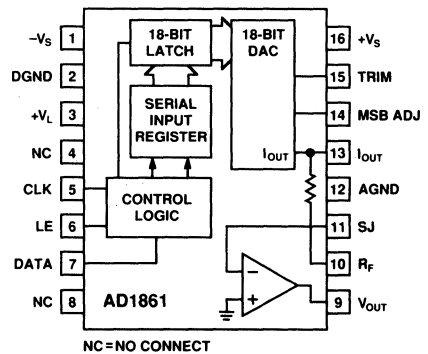 −VS 1
DGND 2
+VL 3
NC 4
CLK 5
LE 6
DATA 7
NC 8
18-BIT
LATCH
SERIAL
INPUT
REGISTER
CONTROL
LOGIC
AD1861
18-BIT
DAC
IOUT
−
+
16 +VS
15 TRIM
14 MSB ADJ
13 IOUT
12 AGND
11 SJ
10 RF
9 VOUT
NC = NO CONNECT